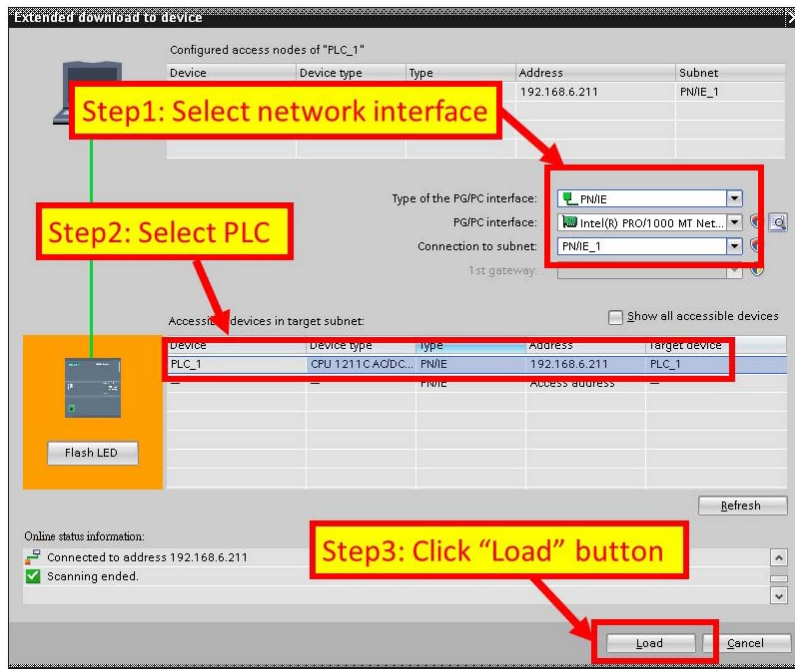 Extended download to device
Configured access nodes of "PLC_1"
Device Device type Type Address Subnet
192.168.6.211 PN/IE_1
Step1: Select network interface
Type of the PG/PC interface: PN/IE
PG/PC interface: Intel(R) PRO/1000 MT Net...
Connection to subnet: PN/IE_1
1st gateway:
Step2: Select PLC
Accessible devices in target subnet: Show all accessible devices
Device Device type Type Address Target device
PLC_1 CPU 1211C AC/DC... PN/IE 192.168.6.211 PLC_1
— — PN/IE Access address —
Flash LED
Refresh
Online status information:
Connected to address 192.168.6.211
Scanning ended.
Step3: Click “Load” button
Load Cancel